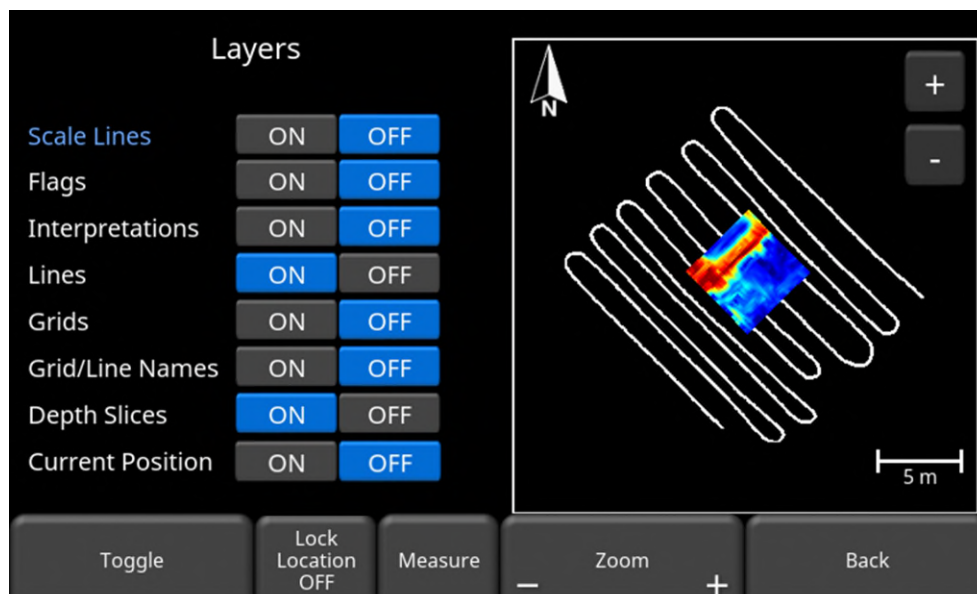 Layers
Scale Lines ON OFF
Flags ON OFF
Interpretations ON OFF
Lines ON OFF
Grids ON OFF
Grid/Line Names ON OFF
Depth Slices ON OFF
Current Position ON OFF
N
+
-
5 m
Toggle
Lock
Location
OFF
Measure
Zoom
− +
Back